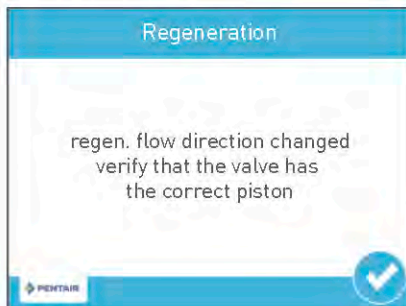 Regeneration
regen. flow direction changed
verify that the valve has
the correct piston
PENTAIR